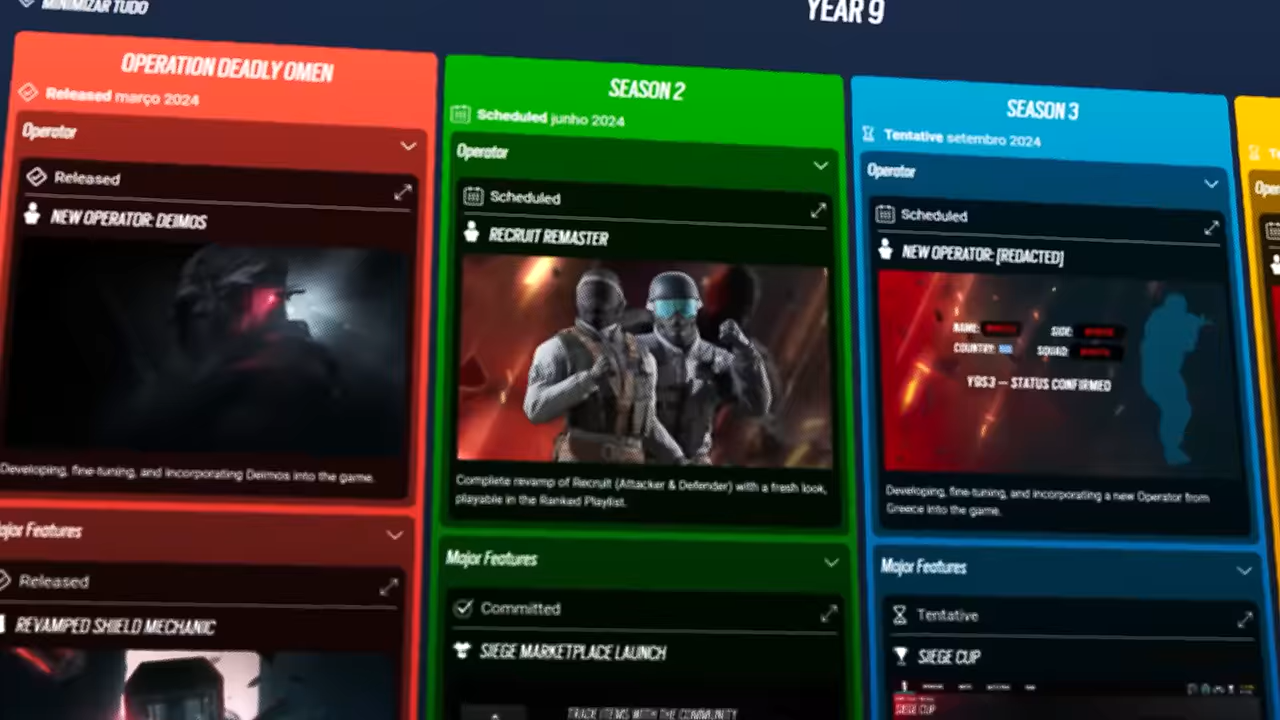 MINIMIZAR TUDO
YEAR 9
OPERATION DEADLY OMEN
Released março 2024
Operator
Released
NEW OPERATOR: DEIMOS
Developing, fine-tuning, and incorporating Deimos into the game.
Major Features
Released
REVAMPED SHIELD MECHANIC
SEASON 2
Scheduled junho 2024
Operator
Scheduled
RECRUIT REMASTER
Complete revamp of Recruit (Attacker & Defender) with a fresh look,
playable in the Ranked Playlist.
Major Features
Committed
SIEGE MARKETPLACE LAUNCH
TRADE ITEMS WITH THE COMMUNITY
SEASON 3
Tentative setembro 2024
Operator
Scheduled
NEW OPERATOR: [REDACTED]
NAME:
SIDE:
COUNTRY:
SQUAD:
Y9S3 – STATUS CONFIRMED
Developing, fine-tuning, and incorporating a new Operator from
Greece into the game.
Major Features
Tentative
SIEGE CUP
SIEGE CUP